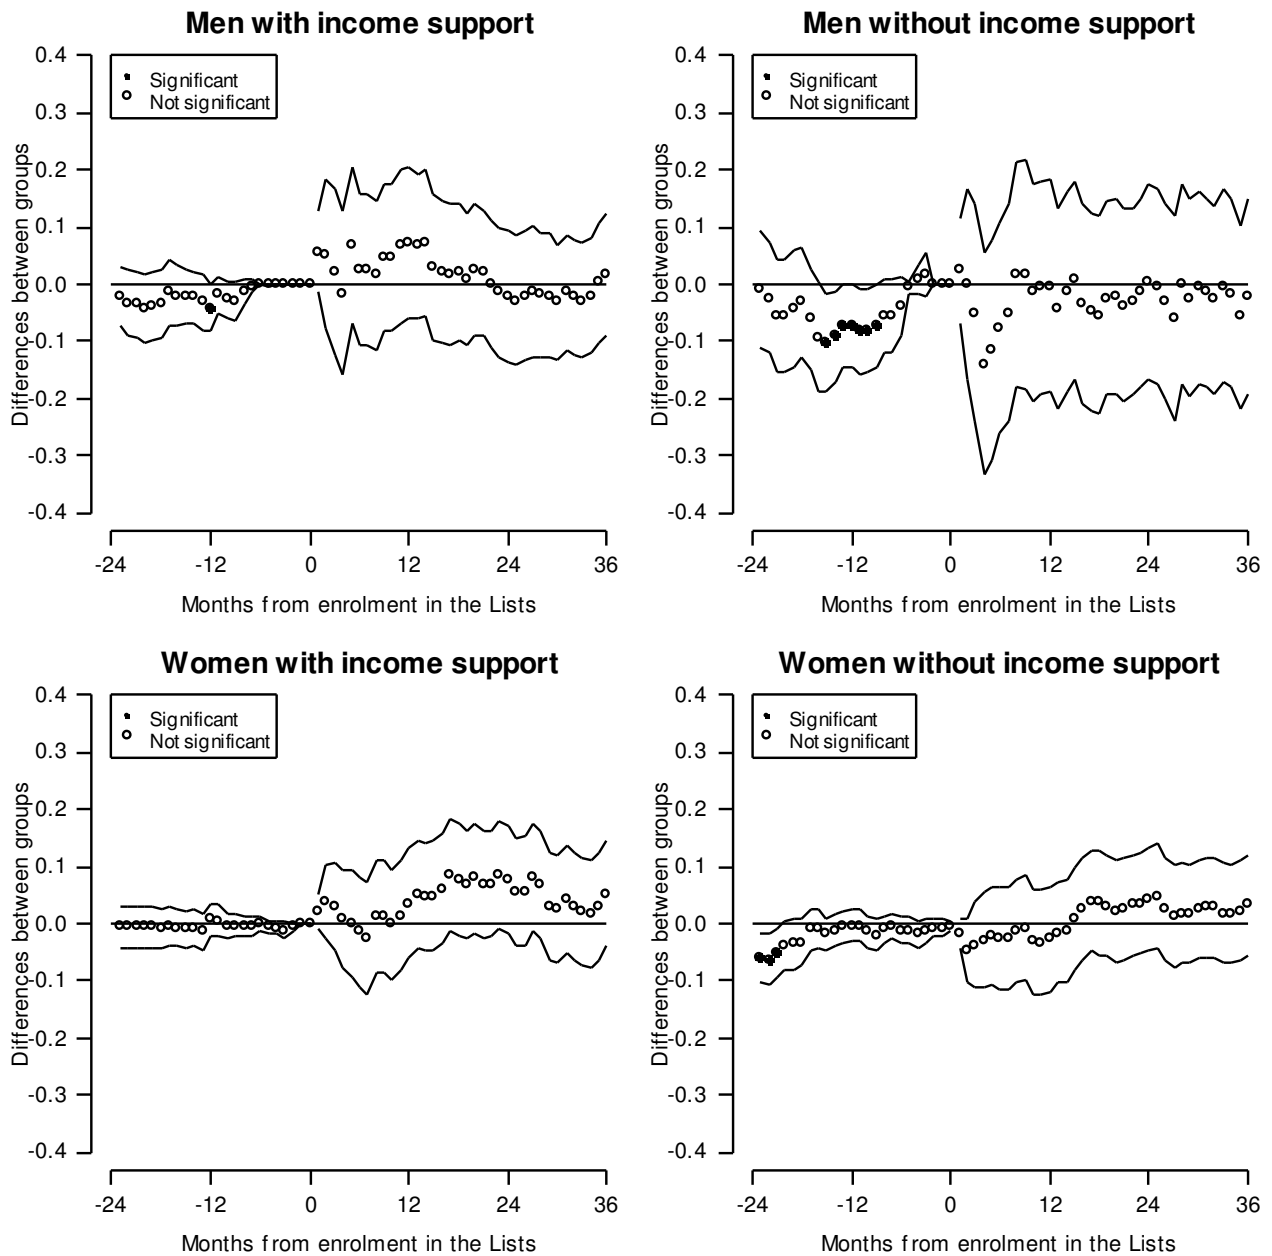 Men with income support
0.4
0.3
0.2
0.1
0.0
-0.1
-0.2
-0.3
-0.4
Differences between groups
Significant
Not significant
-24 -12 0 12 24 36
Months from enrolment in the Lists
Men without income support
0.4
0.3
0.2
0.1
0.0
-0.1
-0.2
-0.3
-0.4
Differences between groups
Significant
Not significant
-24 -12 0 12 24 36
Months from enrolment in the Lists
Women with income support
0.4
0.3
0.2
0.1
0.0
-0.1
-0.2
-0.3
-0.4
Differences between groups
Significant
Not significant
-24 -12 0 12 24 36
Months from enrolment in the Lists
Women without income support
0.4
0.3
0.2
0.1
0.0
-0.1
-0.2
-0.3
-0.4
Differences between groups
Significant
Not significant
-24 -12 0 12 24 36
Months from enrolment in the Lists